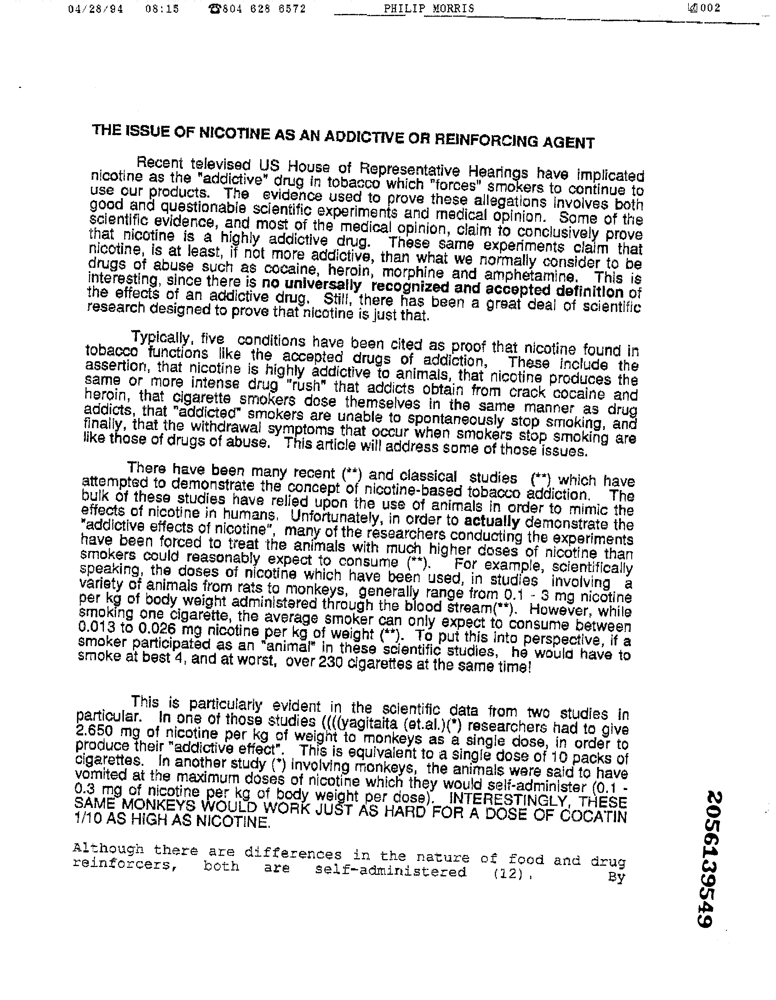 04/28/94 08:15 ☎804 628 6572 PHILIP MORRIS 002
THE ISSUE OF NICOTINE AS AN ADDICTIVE OR REINFORCING AGENT
Recent televised US House of Representative Hearings have implicated
nicotine as the "addictive" drug in tobacco which "forces" smokers to continue to
use our products. The evidence used to prove these allegations involves both
good and questionable scientific experiments and medical opinion. Some of the
scientific evidence, and most of the medical opinion, claim to conclusively prove
that nicotine is a highly addictive drug. These same experiments claim that
nicotine, is at least, if not more addictive, than what we normally consider to be
drugs of abuse such as cocaine, heroin, morphine and amphetamine. This is
interesting, since there is no universally recognized and accepted definition of
the effects of an addictive drug. Still, there has been a great deal of scientific
research designed to prove that nicotine is just that.
Typically, five conditions have been cited as proof that nicotine found in
tobacco functions like the accepted drugs of addiction, These include the
assertion, that nicotine is highly addictive to animals, that nicotine produces the
same or more intense drug "rush" that addicts obtain from crack cocaine and
heroin, that cigarette smokers dose themselves in the same manner as drug
addicts, that "addicted" smokers are unable to spontaneously stop smoking, and
finally, that the withdrawal symptoms that occur when smokers stop smoking are
like those of drugs of abuse. This article will address some of those issues.
There have been many recent (**) and classical studies (**) which have
attempted to demonstrate the concept of nicotine-based tobacco addiction. The
bulk of these studies have relied upon the use of animals in order to mimic the
effects of nicotine in humans. Unfortunately, in order to actually demonstrate the
"addictive effects of nicotine", many of the researchers conducting the experiments
have been forced to treat the animals with much higher doses of nicotine than
smokers could reasonably expect to consume (**). For example, scientifically
speaking, the doses of nicotine which have been used, in studies involving a
variety of animals from rats to monkeys, generally range from 0.1 - 3 mg nicotine
per kg of body weight administered through the blood stream(**). However, while
smoking one cigarette, the average smoker can only expect to consume between
0.013 to 0.026 mg nicotine per kg of weight (**). To put this into perspective, if a
smoker participated as an "animal" in these scientific studies, he would have to
smoke at best 4, and at worst, over 230 cigarettes at the same time!
This is particularly evident in the scientific data from two studies in
particular. In one of those studies ((((yagitaita (et.al.)(*) researchers had to give
2.650 mg of nicotine per kg of weight to monkeys as a single dose, in order to
produce their "addictive effect". This is equivalent to a single dose of 10 packs of
cigarettes. In another study (*) involving monkeys, the animals were said to have
vomited at the maximum doses of nicotine which they would self-administer (0.1 -
0.3 mg of nicotine per kg of body weight per dose). INTERESTINGLY, THESE
SAME MONKEYS WOULD WORK JUST AS HARD FOR A DOSE OF COCATIN
1/10 AS HIGH AS NICOTINE.
Although there are differences in the nature of food and drug
reinforcers, both are self-administered (12). By
2056139549